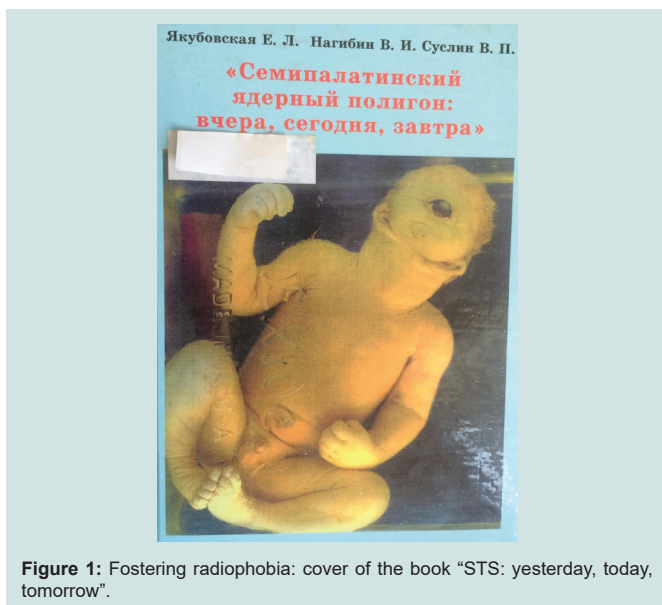 Якубовская Е. Л. Нагибин В. И. Суслин В. П.
«Семипалатинский
ядерный полигон:
вчера, сегодня, завтра»
MADE
Figure 1: Fostering radiophobia: cover of the book “STS: yesterday, today,
tomorrow”.